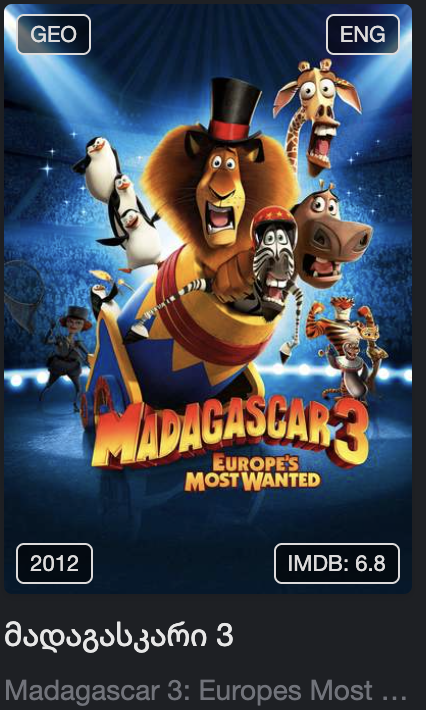 GEO ENG
MADAGASCAR 3
EUROPE'S
MOST WANTED
2012 IMDB: 6.8
მადაგასკარი 3
Madagascar 3: Europes Most ...